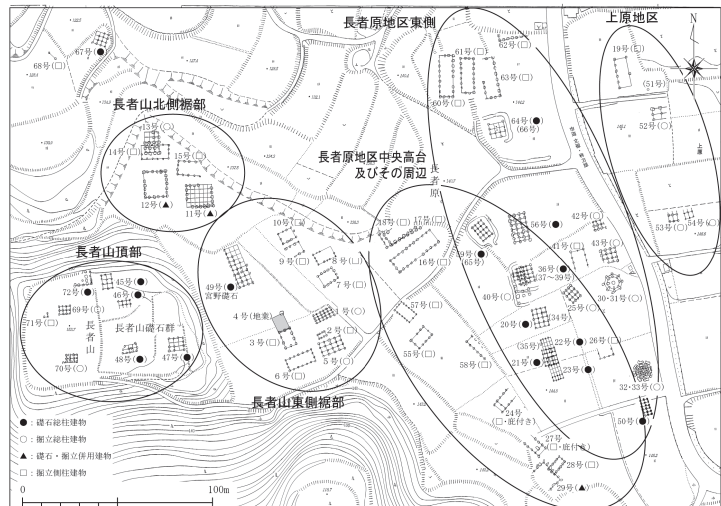 長者原地区東側
上原地区
N
67号(●)
68号(□)
長者山北側裾部
13号(○)
14号(□)
15号(□)
12号(▲)
11号(▲)
61号(□)
62号(□)
63号(□)
60号(□)
64号(●)
(66号)
19号(□)
(51号)
52号(○)
上原
53号(○)
54号(○)
長者原地区中央高台
及びその周辺
長者原
長者山頂部
72号(●)
45号(●)
46号(●)
69号(○)
71号(□)
長者山
長者山礎石群
70号(○)
48号(●)
47号(●)
10号(□)
9号(□)
8号(□)
7号(□)
49号(●)
宮野礎石
4号(地業)
1号(○)
2号(□)
3号(□)
5号(○)
6号(□)
長者山東側裾部
18号(□)
17号(□)
16号(□)
59号(●)
(65号)
56号(●)
42号(○)
41号(□)
43号(○)
36号(●)
(37~39号)
40号(○)
25号(○)
30・31号(○)
57号(□)
55号(□)
58号(□)
20号(●)
(34号)
(35号)
21号(●)
22号(●)
23号(●)
26号(□)
32・33号(○)
50号(●)
24号
(□・庇付き)
27号
(□・庇付き)
28号(□)
29号(▲)
●:礎石総柱建物
○:掘立総柱建物
▲:礎石・掘立併用建物
□:掘立側柱建物
0 100m